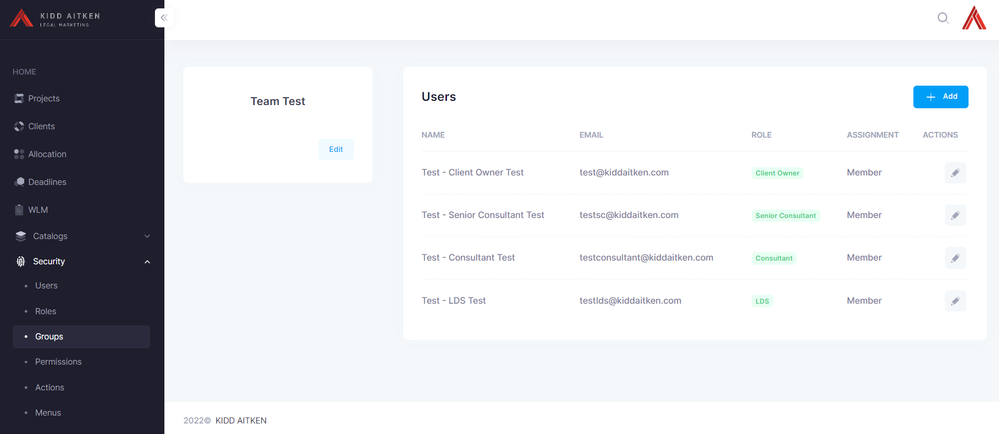 KIDD AITKEN
LEGAL MARKETING
HOME
Projects
Clients
Allocation
Deadlines
WLM
Catalogs
Security
Users
Roles
Groups
Permissions
Actions
Menus
Team Test
Edit
Users
Add
NAME EMAIL ROLE ASSIGNMENT ACTIONS
Test - Client Owner Test test@kiddaitken.com Client Owner Member
Test - Senior Consultant Test testsc@kiddaitken.com Senior Consultant Member
Test - Consultant Test testconsultant@kiddaitken.com Consultant Member
Test - LDS Test testlds@kiddaitken.com LDS Member
2022© KIDD AITKEN